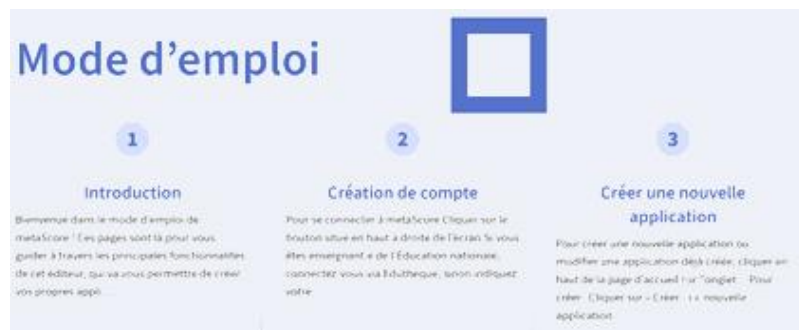 Mode d'emploi
1
Introduction
Bienvenue dans le mode d'emploi de
metaScore ! Ces pages sont là pour vous
guider à travers les principales fonctionnalités
de cet éditeur, qui va vous permettre de créer
vos propres appli
2
Création de compte
Pour se connecter à metaScore Cliquer sur le
bouton situé en haut à droite de l'écran Si vous
êtes enseignant e de l'Éducation nationale,
connectez vous via Eduthèque, sinon indiquez
votre
3
Créer une nouvelle
application
Pour créer une nouvelle application ou
modifier une application déjà créée, cliquer en
haut de la page d'accueil sur l'onglet Pour
créer Cliquer sur « Créer nouvelle
application